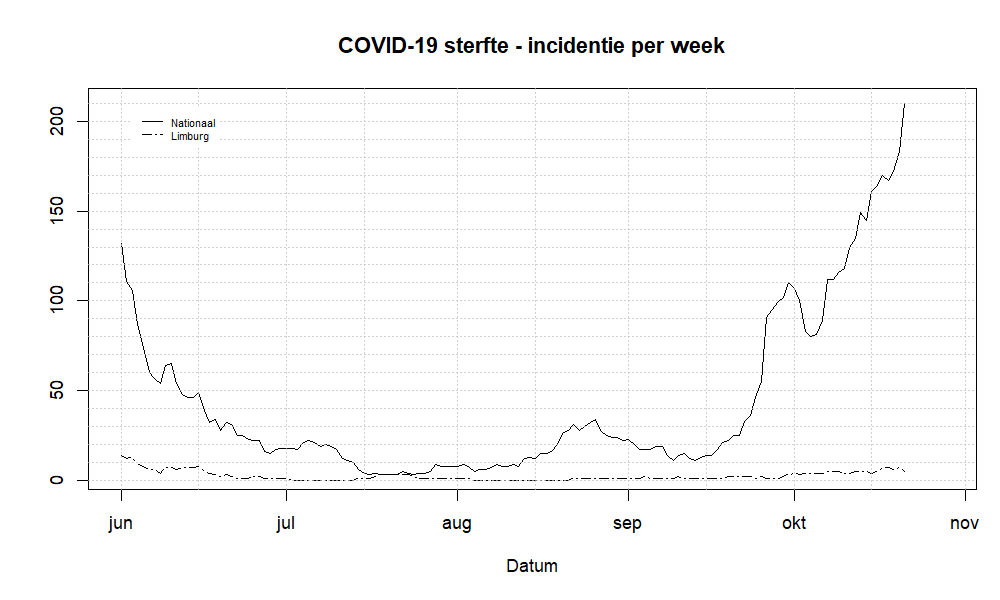 COVID-19 sterfte - incidentie per week
Nationaal
Limburg
200
150
100
50
0
jun jul aug sep okt nov
Datum